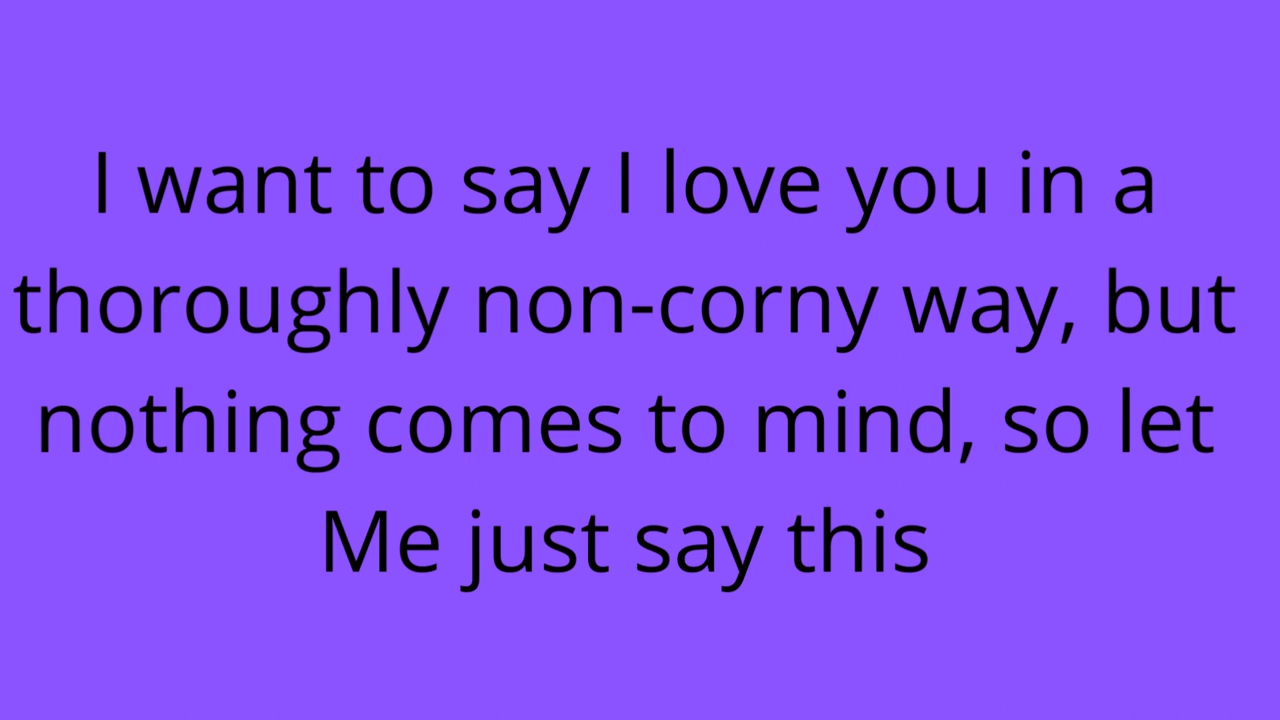 I want to say I love you in a
thoroughly non-corny way, but
nothing comes to mind, so let
Me just say this